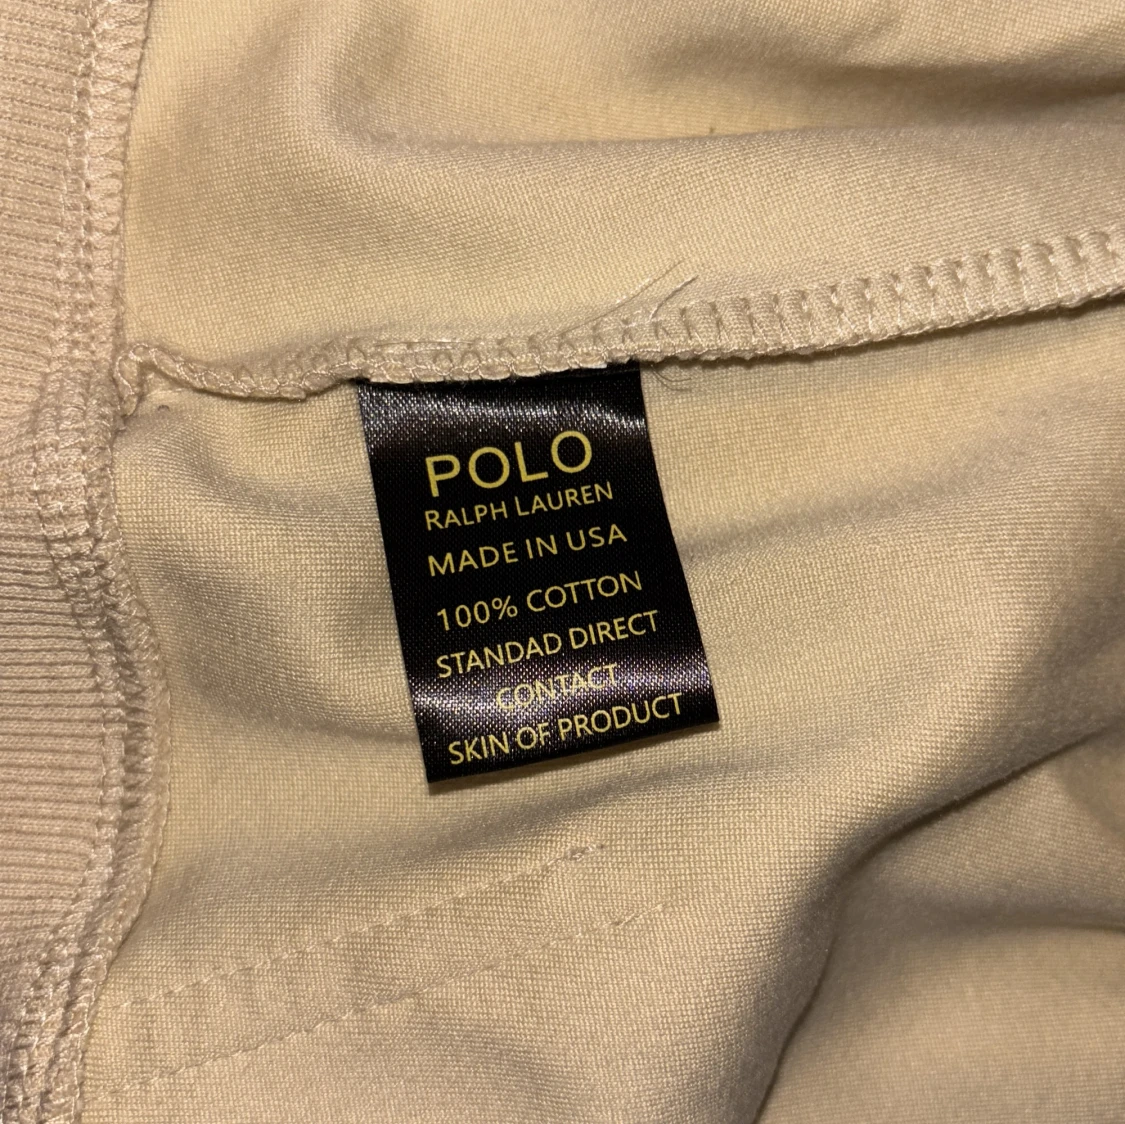 POLO
RALPH LAUREN
MADE IN USA
100% COTTON
STANDAD DIRECT
CONTACT
SKIN OF PRODUCT